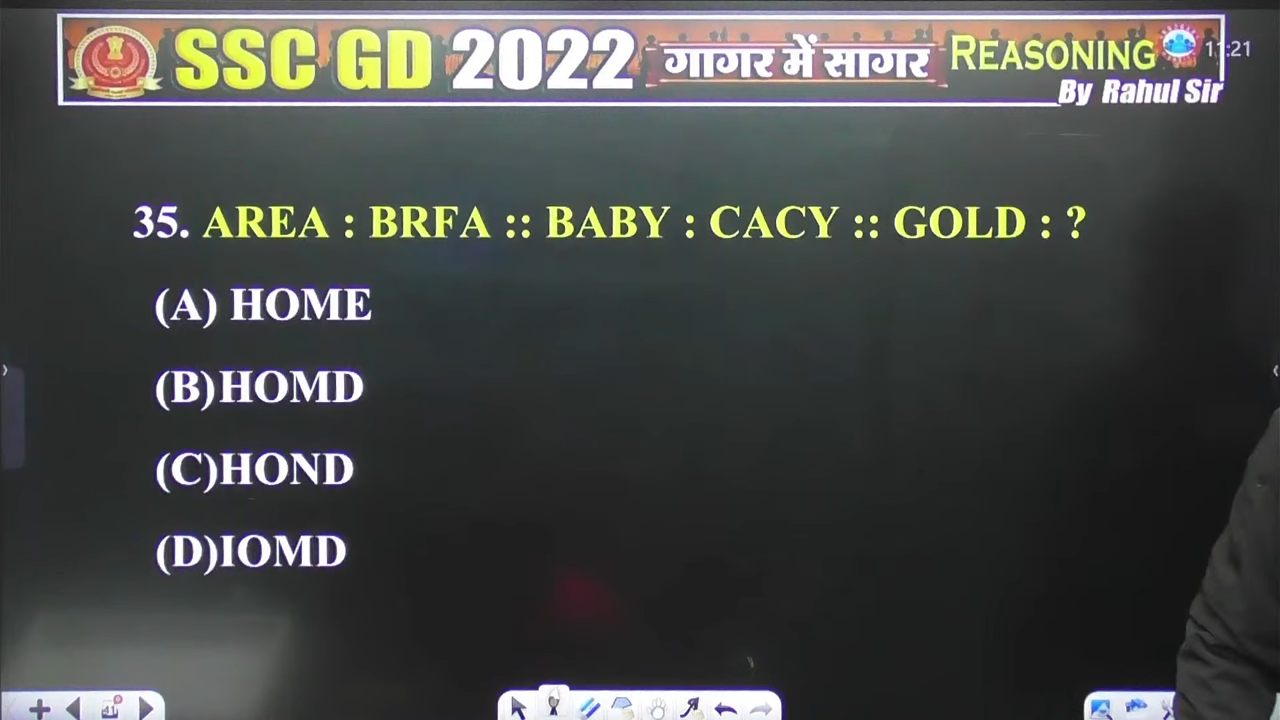 SSC GD 2022 गागर में सागर REASONING 11:21
By Rahul Sir
35. AREA : BRFA :: BABY : CACY :: GOLD : ?
(A) HOME
(B)HOMD
(C)HOND
(D)IOMD